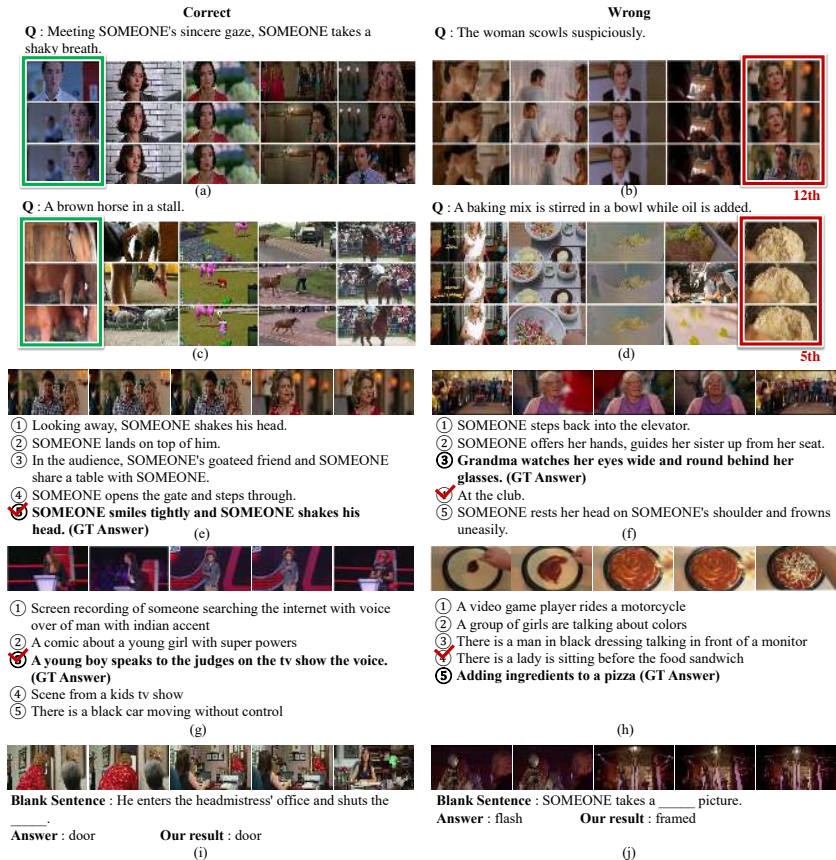 Correct
Wrong
Q : Meeting SOMEONE's sincere gaze, SOMEONE takes a
shaky breath.
Q : The woman scowls suspiciously.
(a)
(b)
12th
Q : A brown horse in a stall.
Q : A baking mix is stirred in a bowl while oil is added.
(c)
(d)
5th
① Looking away, SOMEONE shakes his head.
② SOMEONE lands on top of him.
③ In the audience, SOMEONE's goateed friend and SOMEONE
share a table with SOMEONE.
④ SOMEONE opens the gate and steps through.
⑤ SOMEONE smiles tightly and SOMEONE shakes his
head. (GT Answer)
(e)
① SOMEONE steps back into the elevator.
② SOMEONE offers her hands, guides her sister up from her seat.
③ Grandma watches her eyes wide and round behind her
glasses. (GT Answer)
④ At the club.
⑤ SOMEONE rests her head on SOMEONE's shoulder and frowns
uneasily.
(f)
① Screen recording of someone searching the internet with voice
over of man with indian accent
② A comic about a young girl with super powers
③ A young boy speaks to the judges on the tv show the voice.
(GT Answer)
④ Scene from a kids tv show
⑤ There is a black car moving without control
(g)
① A video game player rides a motorcycle
② A group of girls are talking about colors
③ There is a man in black dressing talking in front of a monitor
④ There is a lady is sitting before the food sandwich
⑤ Adding ingredients to a pizza (GT Answer)
(h)
Blank Sentence : He enters the headmistress' office and shuts the
_____.
Answer : door Our result : door
(i)
Blank Sentence : SOMEONE takes a _____ picture.
Answer : flash Our result : framed
(j)